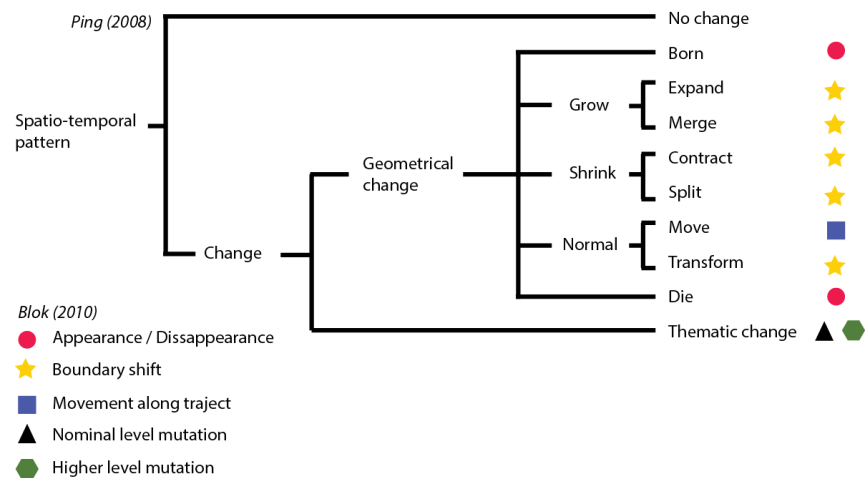 Ping (2008)
No change
Born
Expand
Grow
Merge
Spatio-temporal
pattern
Geometrical
change
Contract
Shrink
Split
Move
Normal
Transform
Change
Die
Thematic change
Blok (2010)
Appearance / Dissappearance
Boundary shift
Movement along traject
Nominal level mutation
Higher level mutation